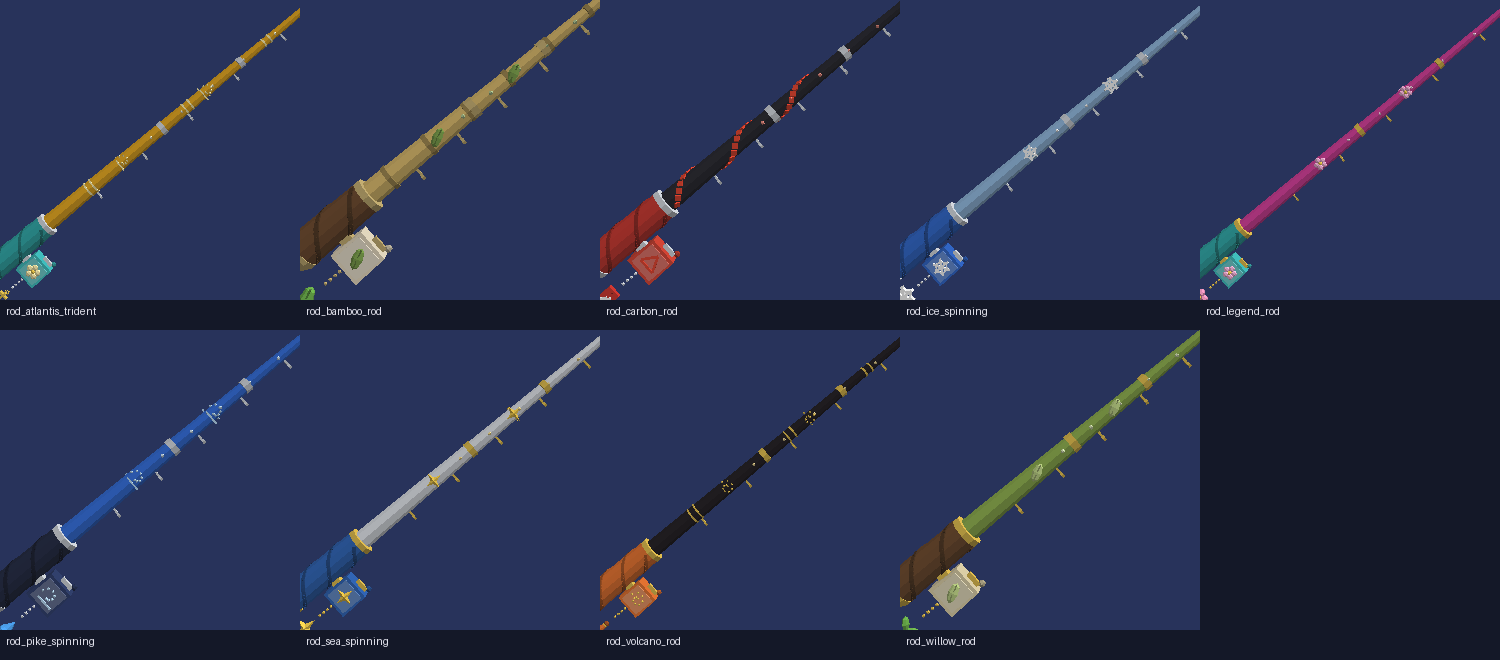 rod_atlantis_trident
rod_bamboo_rod
rod_carbon_rod
rod_ice_spinning
rod_legend_rod
rod_pike_spinning
rod_sea_spinning
rod_volcano_rod
rod_willow_rod